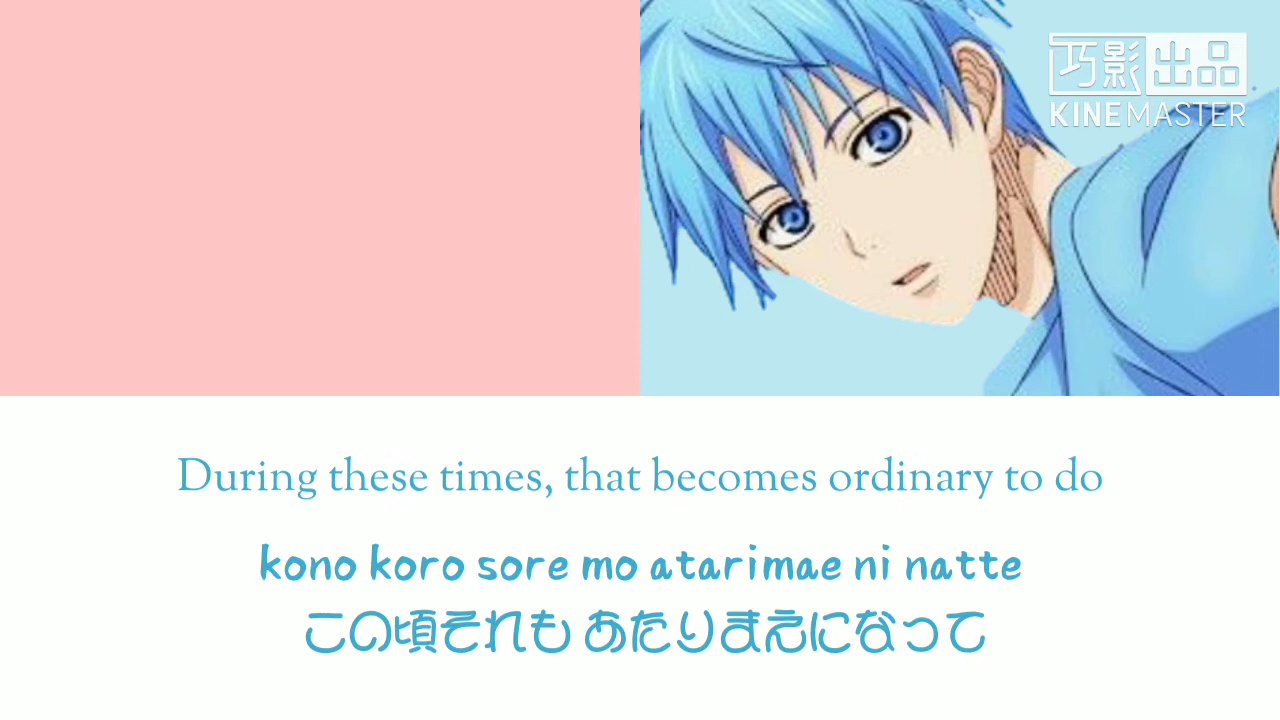 巧影出品
KINEMASTER
During these times, that becomes ordinary to do
kono koro sore mo atarimae ni natte
この頃それも あたりまえになって